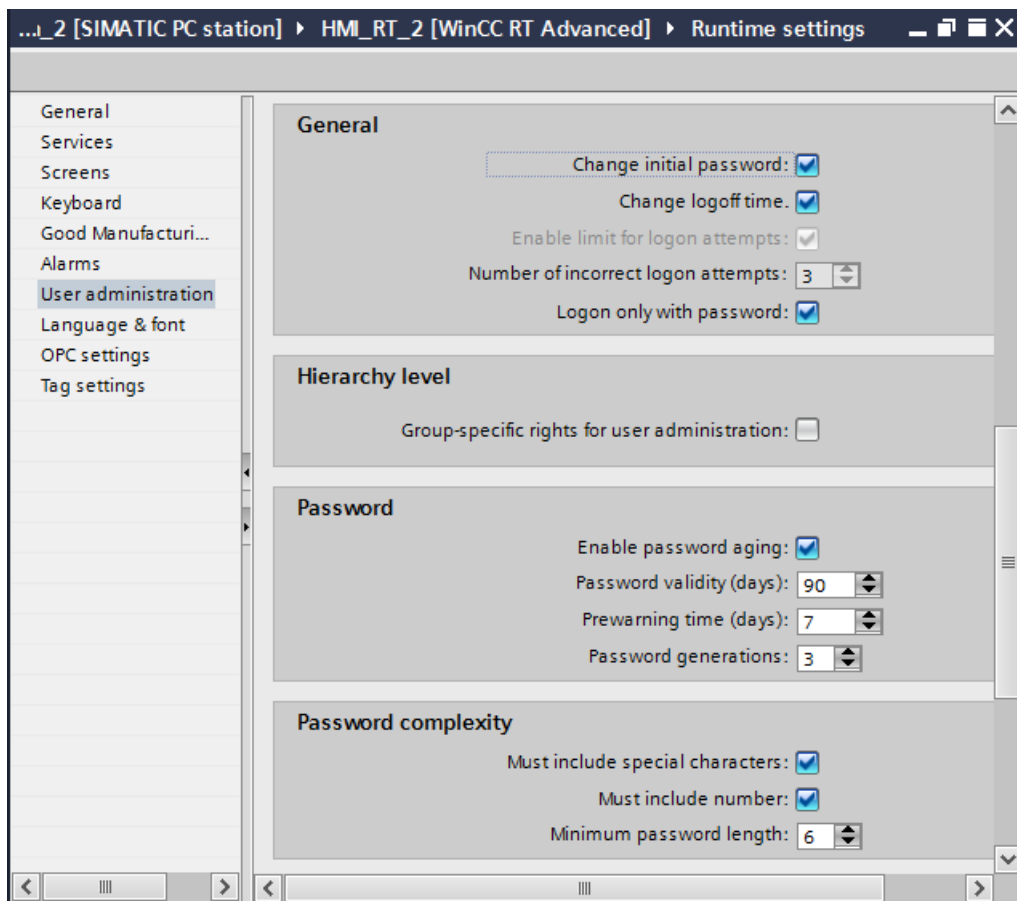 ...ı_2 [SIMATIC PC station] ▸ HMI_RT_2 [WinCC RT Advanced] ▸ Runtime settings
General
Services
Screens
Keyboard
Good Manufacturi...
Alarms
User administration
Language & font
OPC settings
Tag settings
General
Change initial password:
Change logoff time.
Enable limit for logon attempts:
Number of incorrect logon attempts: 3
Logon only with password:
Hierarchy level
Group-specific rights for user administration:
Password
Enable password aging:
Password validity (days): 90
Prewarning time (days): 7
Password generations: 3
Password complexity
Must include special characters:
Must include number:
Minimum password length: 6